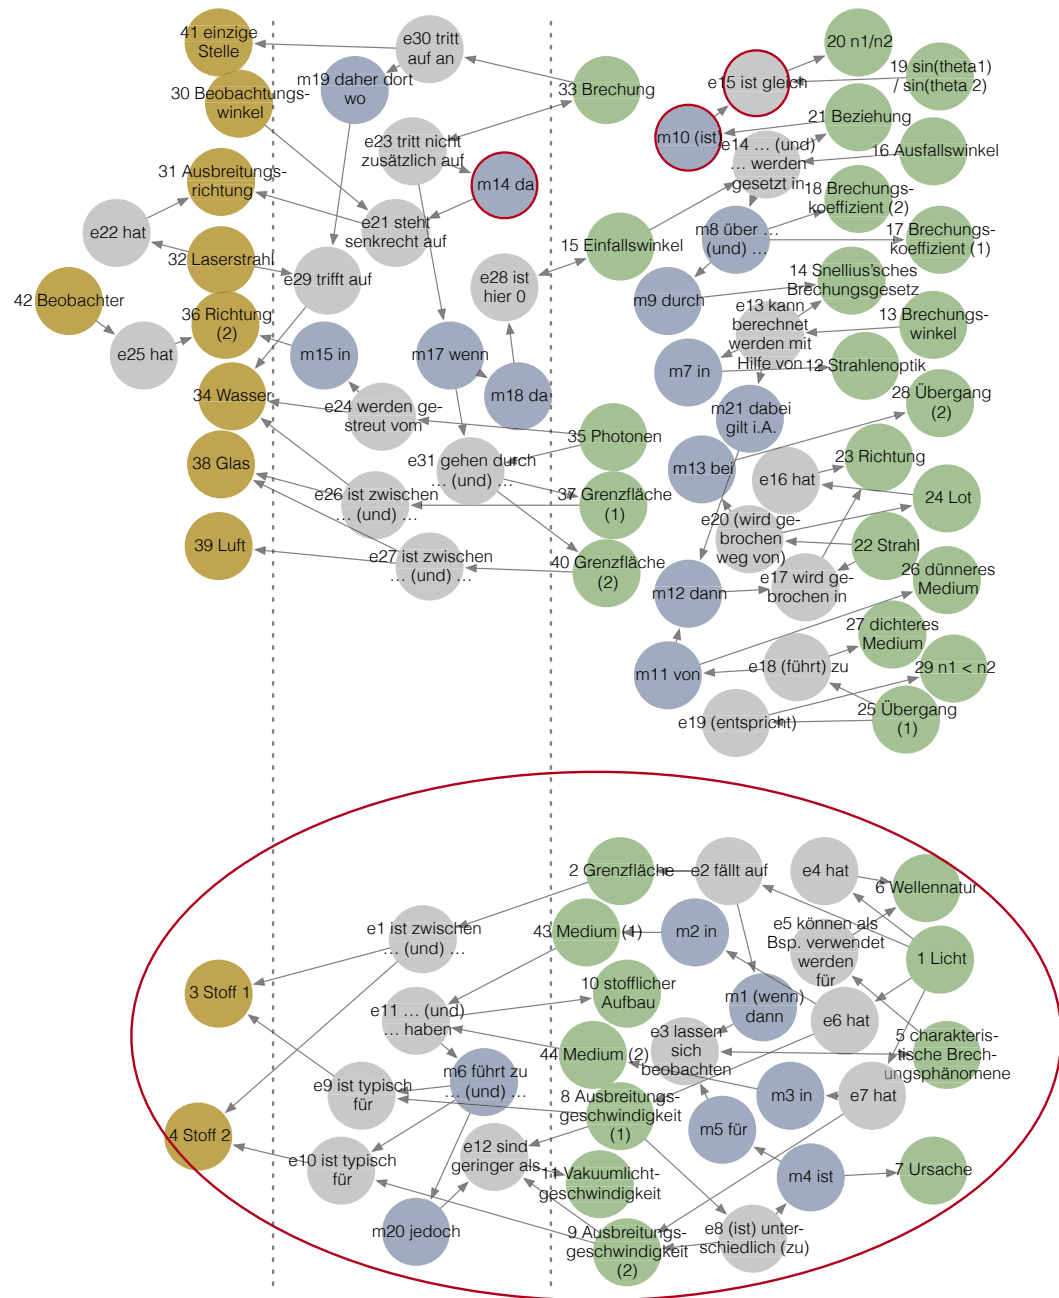 41 einzige
Stelle
e30 tritt
auf an
20 n1/n2
m19 daher dort
wo
e15 ist gleich
19 sin(theta1)
/ sin(theta 2)
30 Beobachtungs-
winkel
33 Brechung
21 Beziehung
e23 tritt nicht
zusätzlich auf
m10 (ist)
e14 … (und)
… werden
gesetzt in
16 Ausfallswinkel
31 Ausbreitungs-
richtung
m14 da
18 Brechungs-
koeffizient (2)
e22 hat
e21 steht
senkrecht auf
15 Einfallswinkel
m8 über …
(und) …
17 Brechungs-
koeffizient (1)
32 Laserstrahl
e29 trifft auf
e28 ist
hier 0
14 Snellius’sches
Brechungsgesetz
42 Beobachter
m9 durch
36 Richtung
(2)
e13 kann
berechnet
werden mit
Hilfe von
13 Brechungs-
winkel
e25 hat
m15 in
m17 wenn
m7 in
12 Strahlenoptik
34 Wasser
m18 da
28 Übergang
(2)
e24 werden ge-
streut vom
m21 dabei
gilt i.A.
35 Photonen
38 Glas
e31 gehen durch
… (und) …
m13 bei
23 Richtung
e16 hat
e26 ist zwischen
… (und) …
37 Grenzfläche
(1)
24 Lot
e20 (wird ge-
brochen
weg von)
39 Luft
22 Strahl
e27 ist zwischen
… (und) …
40 Grenzfläche
(2)
26 dünneres
Medium
e17 wird ge-
brochen in
m12 dann
27 dichteres
Medium
m11 von
e18 (führt) zu
29 n1 < n2
e19 (entspricht)
25 Übergang
(1)
2 Grenzfläche
e2 fällt auf
e4 hat
6 Wellennatur
e1 ist zwischen
… (und) …
43 Medium (1)
m2 in
e5 können als
Bsp. verwendet
werden
für
1 Licht
3 Stoff 1
10 stofflicher
Aufbau
m1 (wenn)
dann
e11 … (und)
… haben
e6 hat
e3 lassen
sich
beobachten
5 charakteris-
tische Brech-
ungsphänomene
44 Medium (2)
m6 führt zu
… (und) …
e9 ist typisch
für
m3 in
e7 hat
8 Ausbreitungs-
geschwindigkeit
(1)
4 Stoff 2
m5 für
e12 sind
geringer als
e10 ist typisch
für
11 Vakuumlicht-
geschwindigkeit
m4 ist
7 Ursache
m20 jedoch
9 Ausbreitungs-
geschwindigkeit
(2)
e8 (ist) unter-
schiedlich (zu)